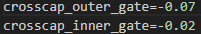 crosscap_outer_gate=-0.07
crosscap_inner_gate=-0.02